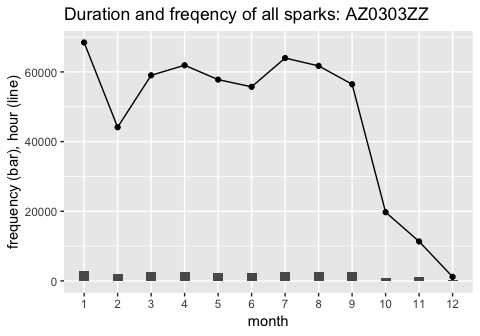 Duration and freqency of all sparks: AZ0303ZZ
frequency (bar), hour (line)
60000
40000
20000
0
1 2 3 4 5 6 7 8 9 10 11 12
month